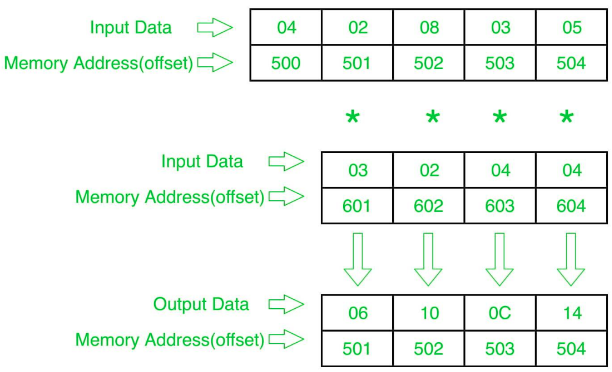 Input Data 04 02 08 03 05
Memory Address(offset) 500 501 502 503 504
* * * *
Input Data 03 02 04 04
Memory Address(offset) 601 602 603 604
Output Data 06 10 0C 14
Memory Address(offset) 501 502 503 504